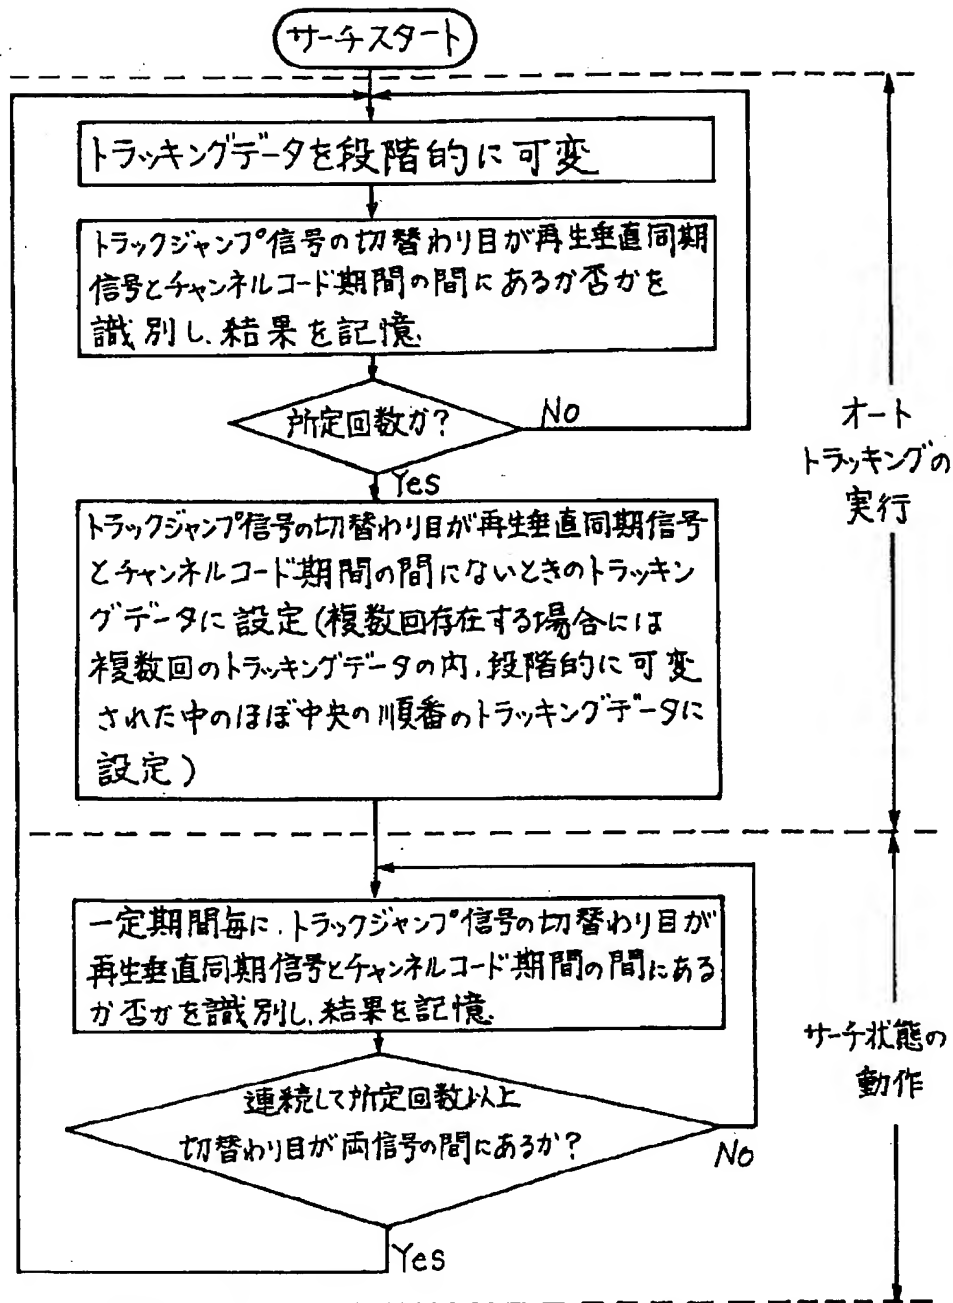 サーチスタート
トラッキングデータを段階的に可変
トラックジャンプ信号の切替わり目が再生垂直同期
信号とチャンネルコード期間の間にあるか否かを
識別し、結果を記憶.
所定回数か?
No
Yes
トラックジャンプ信号の切替わり目が再生垂直同期信号
とチャンネルコード期間の間にないときのトラッキン
グデータに設定(複数回存在する場合には
複数回のトラッキングデータの内、段階的に可変
された中のほぼ中央の順番のトラッキングデータに
設定)
オート
トラッキングの
実行
一定期間毎に、トラックジャンプ信号の切替わり目が
再生垂直同期信号とチャンネルコード期間の間にある
か否かを識別し、結果を記憶.
連続して所定回数以上
切替わり目が両信号の間にあるか?
No
Yes
サーチ状態の
動作